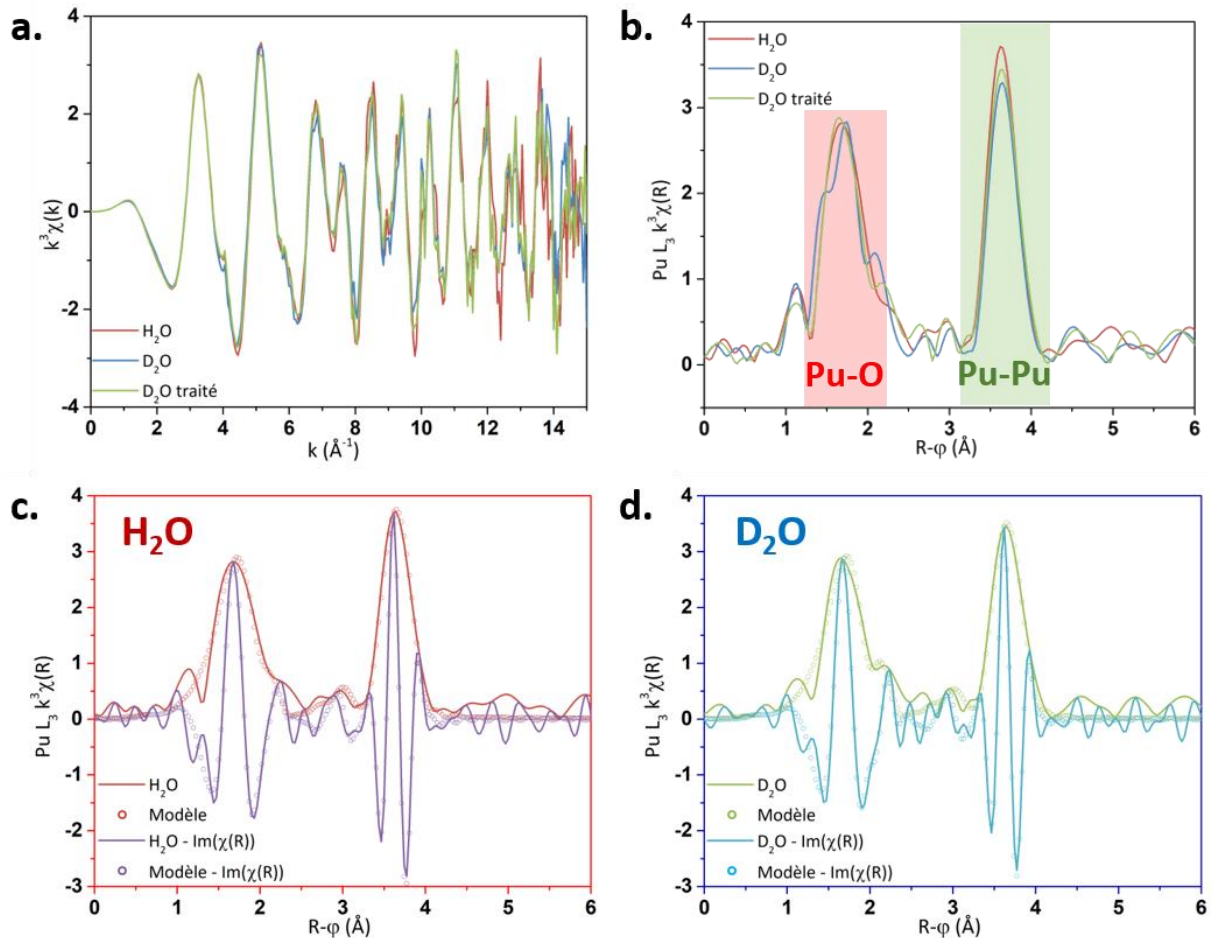 a.
k³χ(k)
4
2
0
-2
-4
H₂O
D₂O
D₂O traité
0 2 4 6 8 10 12 14
k (Å⁻¹)
b.
Pu L₃ k³χ(R)
4
3
2
1
0
H₂O
D₂O
D₂O traité
Pu-O
Pu-Pu
0 1 2 3 4 5 6
R-φ (Å)
c.
H₂O
Pu L₃ k³χ(R)
4
3
2
1
0
-1
-2
-3
H₂O
Modèle
H₂O - Im(χ(R))
Modèle - Im(χ(R))
0 1 2 3 4 5 6
R-φ (Å)
d.
D₂O
Pu L₃ k³χ(R)
4
3
2
1
0
-1
-2
-3
D₂O
Modèle
D₂O - Im(χ(R))
Modèle - Im(χ(R))
0 1 2 3 4 5 6
R-φ (Å)